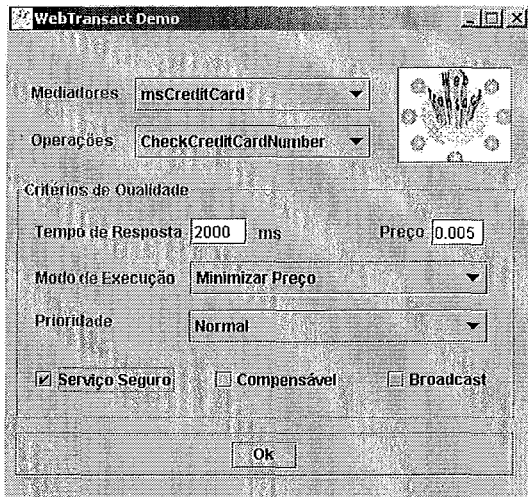 WebTransact Demo
Mediadores msCreditCard
Operações CheckCreditCardNumber
Critérios de Qualidade
Tempo de Resposta 2000 ms Preço 0.005
Modo de Execução Minimizar Preço
Prioridade Normal
Serviço Seguro Compensável Broadcast
Ok